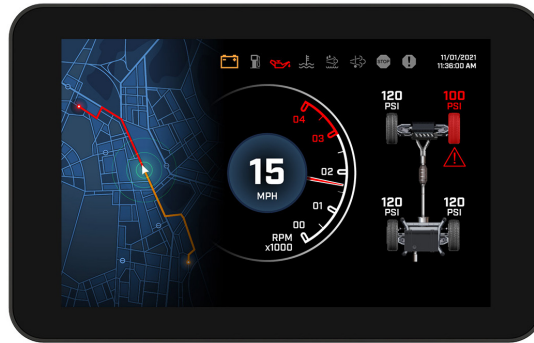 STOP
11/01/2021
11:36:00 AM
120
PSI
100
PSI
04
03
02
01
00
15
MPH
RPM
x1000
120
PSI
120
PSI